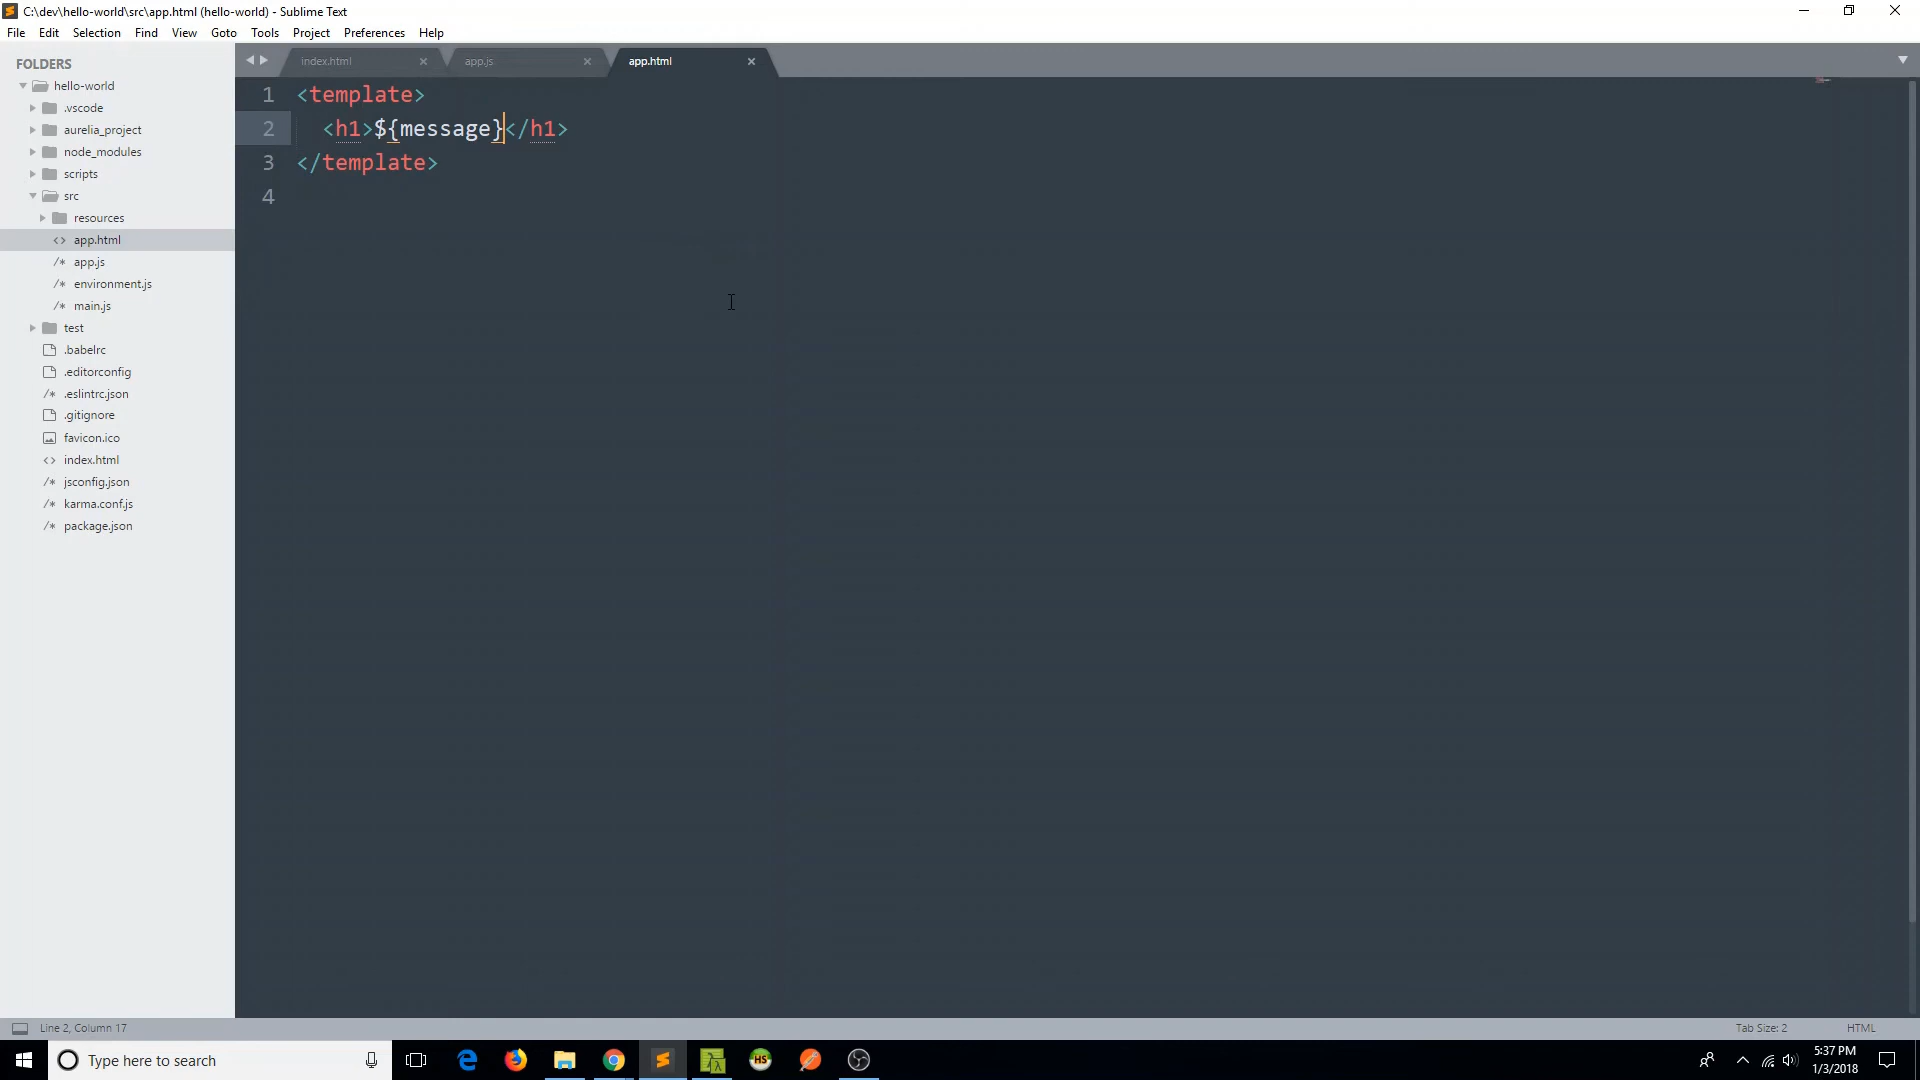 C:\dev\hello-world\src\app.html (hello-world) - Sublime Text
File Edit Selection Find View Goto Tools Project Preferences Help
FOLDERS
hello-world
.vscode
aurelia_project
node_modules
scripts
src
resources
app.html
app.js
environment.js
main.js
test
.babelrc
.editorconfig
.eslintrc.json
.gitignore
favicon.ico
index.html
jsconfig.json
karma.conf.js
package.json
index.html app.js app.html
1 <template>
2 <h1>${message}</h1>
3 </template>
4
Line 2, Column 17 Tab Size: 2 HTML
Type here to search
HS
5:37 PM
1/3/2018